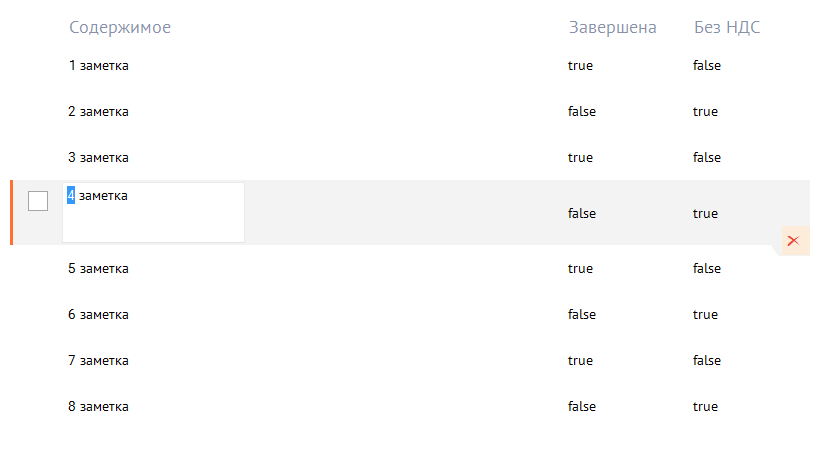 Содержимое Завершена Без НДС
1 заметка true false
2 заметка false true
3 заметка true false
4 заметка false true
5 заметка true false
6 заметка false true
7 заметка true false
8 заметка false true